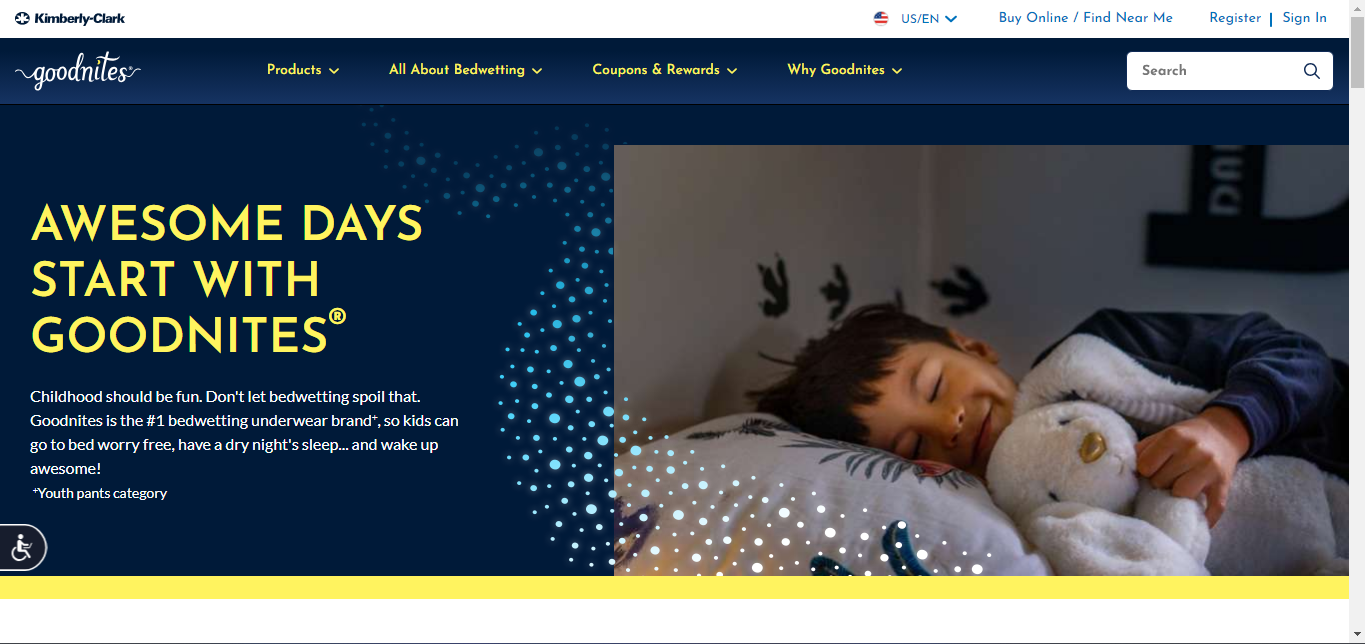 Kimberly-Clark
US/EN
Buy Online / Find Near Me
Register | Sign In
goodnites®
Products
All About Bedwetting
Coupons & Rewards
Why Goodnites
Search
AWESOME DAYS
START WITH
GOODNITES®
Childhood should be fun. Don't let bedwetting spoil that.
Goodnites is the #1 bedwetting underwear brand⁺, so kids can
go to bed worry free, have a dry night's sleep... and wake up
awesome!
⁺Youth pants category